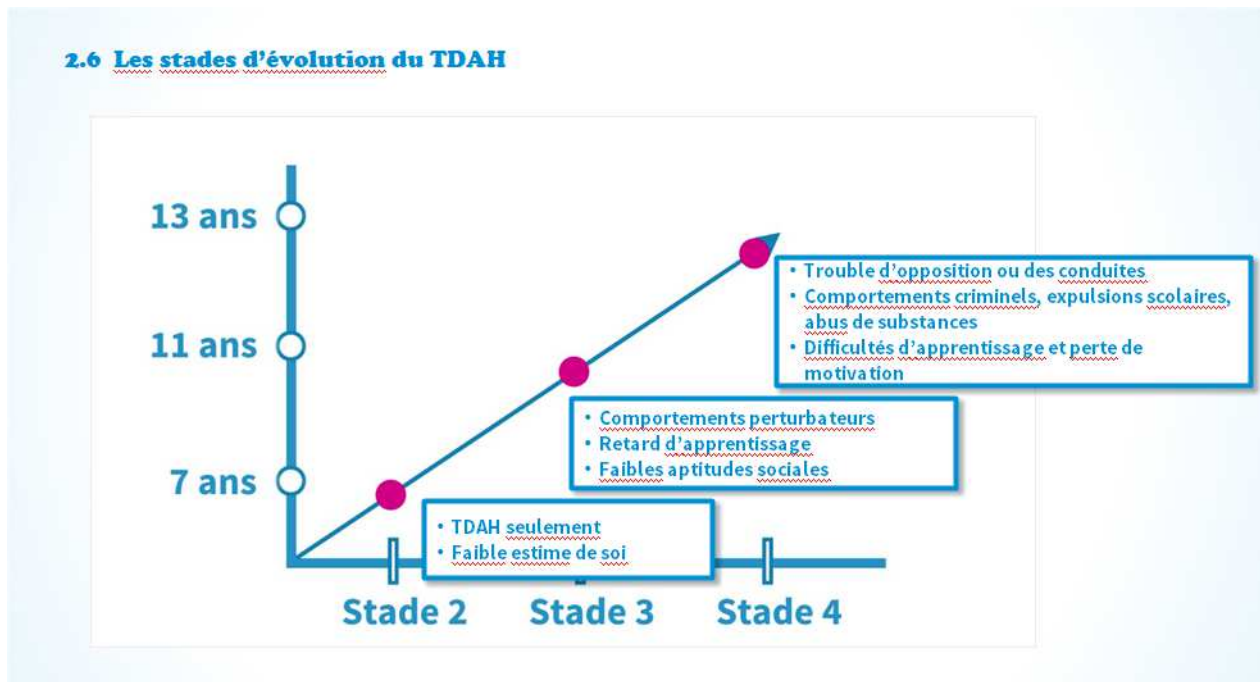 2.6 Les stades d'évolution du TDAH
13 ans
11 ans
7 ans
• Trouble d'opposition ou des conduites
• Comportements criminels, expulsions scolaires,
abus de substances
• Difficultés d'apprentissage et perte de
motivation
• Comportements perturbateurs
• Retard d'apprentissage
• Faibles aptitudes sociales
• TDAH seulement
• Faible estime de soi
Stade 2
Stade 3
Stade 4